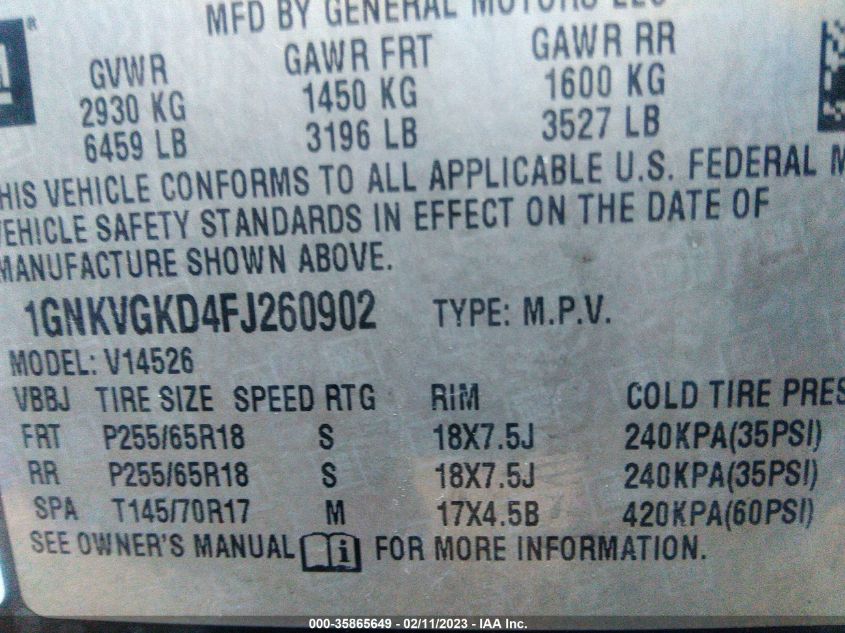 MFD BY GENERAL MOTORS LLC
®
GVWR GAWR FRT GAWR RR
2930 KG 1450 KG 1600 KG
6459 LB 3196 LB 3527 LB
THIS VEHICLE CONFORMS TO ALL APPLICABLE U.S. FEDERAL M
VEHICLE SAFETY STANDARDS IN EFFECT ON THE DATE OF
MANUFACTURE SHOWN ABOVE.
1GNKVGKD4FJ260902 TYPE: M.P.V.
MODEL: V14526
VBBJ TIRE SIZE SPEED RTG RIM COLD TIRE PRES
FRT P255/65R18 S 18X7.5J 240KPA(35PSI)
RR P255/65R18 S 18X7.5J 240KPA(35PSI)
SPA T145/70R17 M 17X4.5B 420KPA(60PSI)
SEE OWNER'S MANUAL i FOR MORE INFORMATION.
000-35865649 - 02/11/2023 - IAA Inc.